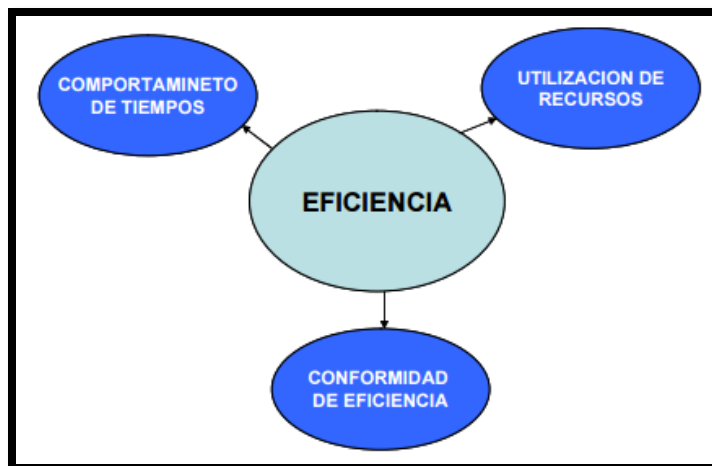 COMPORTAMINETO
DE TIEMPOS
UTILIZACION DE
RECURSOS
EFICIENCIA
CONFORMIDAD
DE EFICIENCIA